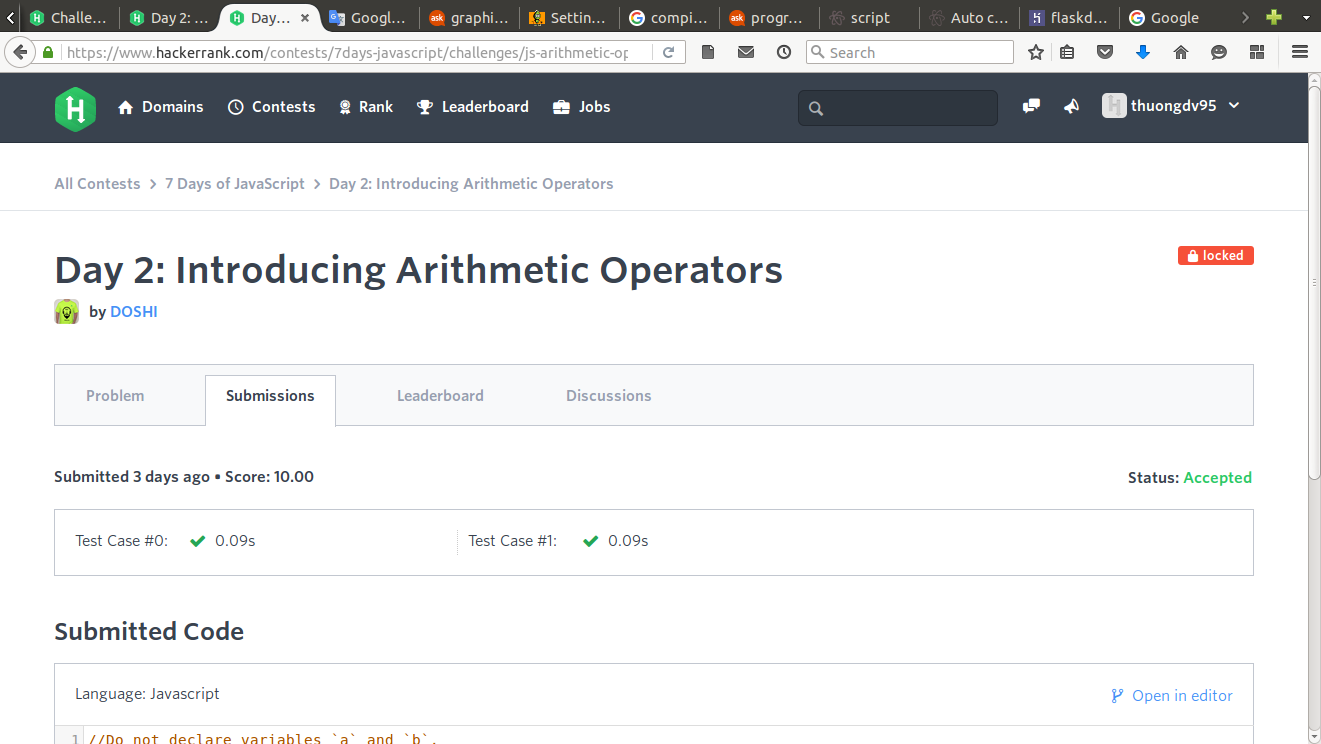 Challe... Day 2: ... Day... Googl... graphi... Settin... compi... progr... script Auto c... flaskd... Google
https://www.hackerrank.com/contests/7days-javascript/challenges/js-arithmetic-op Search
H Domains Contests Rank Leaderboard Jobs thuongdv95
All Contests > 7 Days of JavaScript > Day 2: Introducing Arithmetic Operators
Day 2: Introducing Arithmetic Operators locked
by DOSHI
Problem Submissions Leaderboard Discussions
Submitted 3 days ago • Score: 10.00 Status: Accepted
Test Case #0: 0.09s Test Case #1: 0.09s
Submitted Code
Language: Javascript Open in editor
1 //Do not declare variables `a` and `b`.